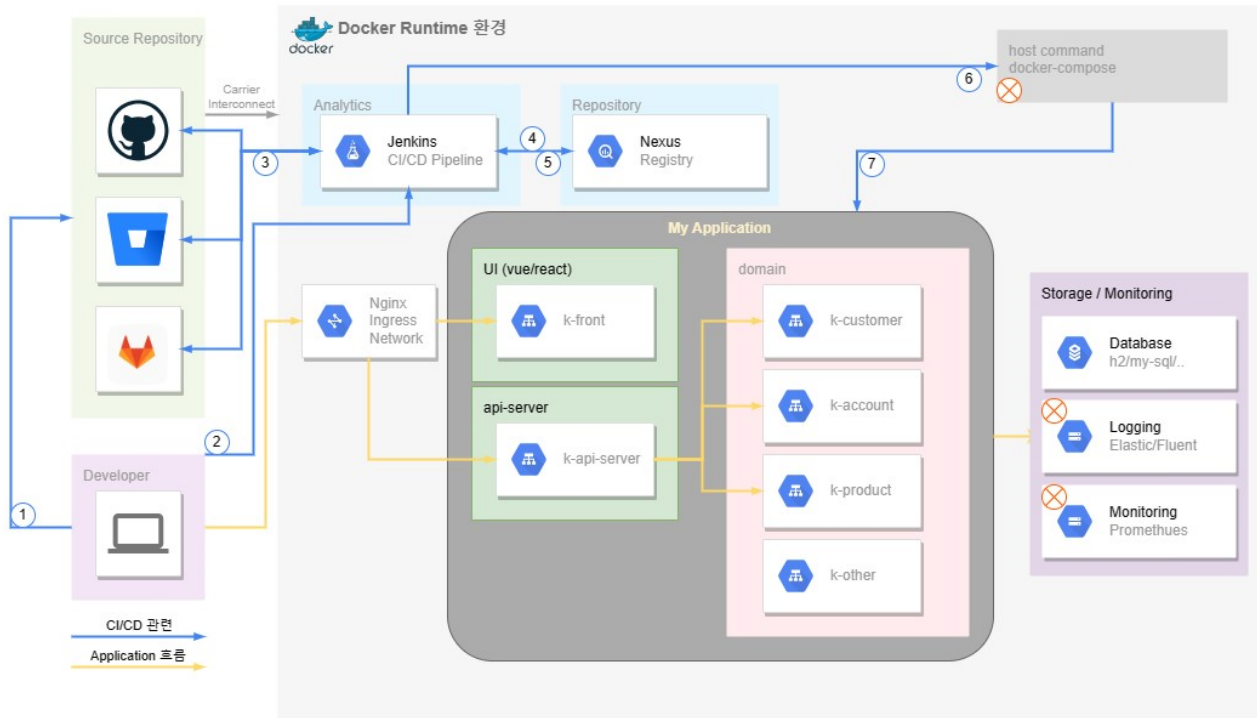 Source Repository
docker
Docker Runtime 환경
Carrier
Interconnect
Analytics
Jenkins
CI/CD Pipeline
Repository
Nexus
Registry
host command
docker-compose
1
2
3
4
5
6
7
My Application
UI (vue/react)
k-front
api-server
k-api-server
domain
k-customer
k-account
k-product
k-other
Nginx
Ingress
Network
Storage / Monitoring
Database
h2/my-sql/..
Logging
Elastic/Fluent
Monitoring
Promethues
Developer
CI/CD 관련
Application 흐름